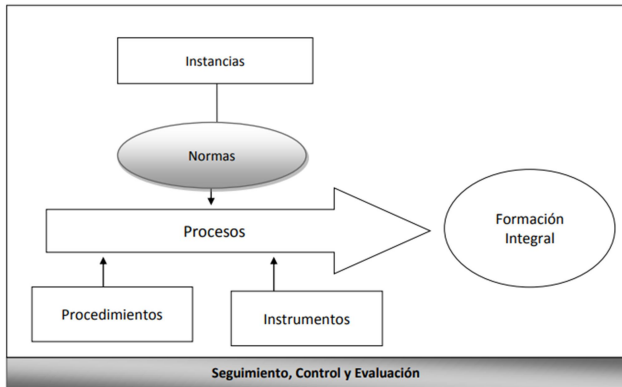 Instancias
Normas
Procesos
Formación
Integral
Procedimientos
Instrumentos
Seguimiento, Control y Evaluación